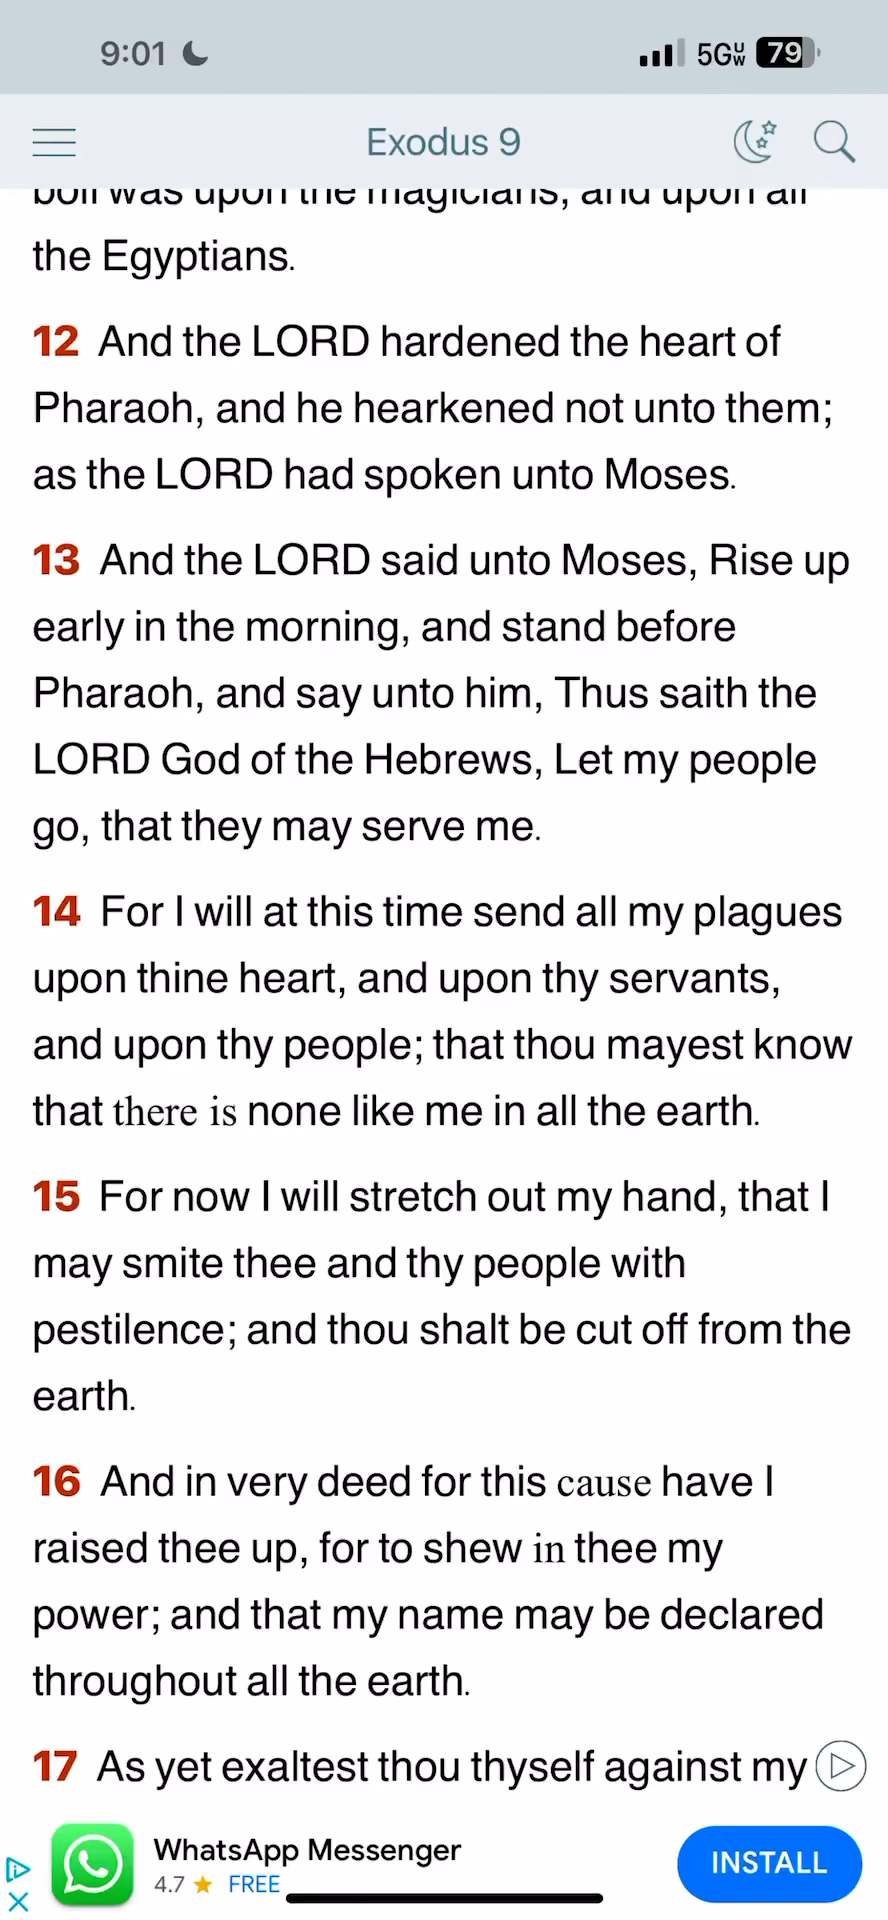 9:01
5G UW 79
Exodus 9
boil was upon the magicians, and upon all
the Egyptians.
12 And the LORD hardened the heart of
Pharaoh, and he hearkened not unto them;
as the LORD had spoken unto Moses.
13 And the LORD said unto Moses, Rise up
early in the morning, and stand before
Pharaoh, and say unto him, Thus saith the
LORD God of the Hebrews, Let my people
go, that they may serve me.
14 For I will at this time send all my plagues
upon thine heart, and upon thy servants,
and upon thy people; that thou mayest know
that there is none like me in all the earth.
15 For now I will stretch out my hand, that I
may smite thee and thy people with
pestilence; and thou shalt be cut off from the
earth.
16 And in very deed for this cause have I
raised thee up, for to shew in thee my
power; and that my name may be declared
throughout all the earth.
17 As yet exaltest thou thyself against my
WhatsApp Messenger
4.7 ★ FREE
INSTALL